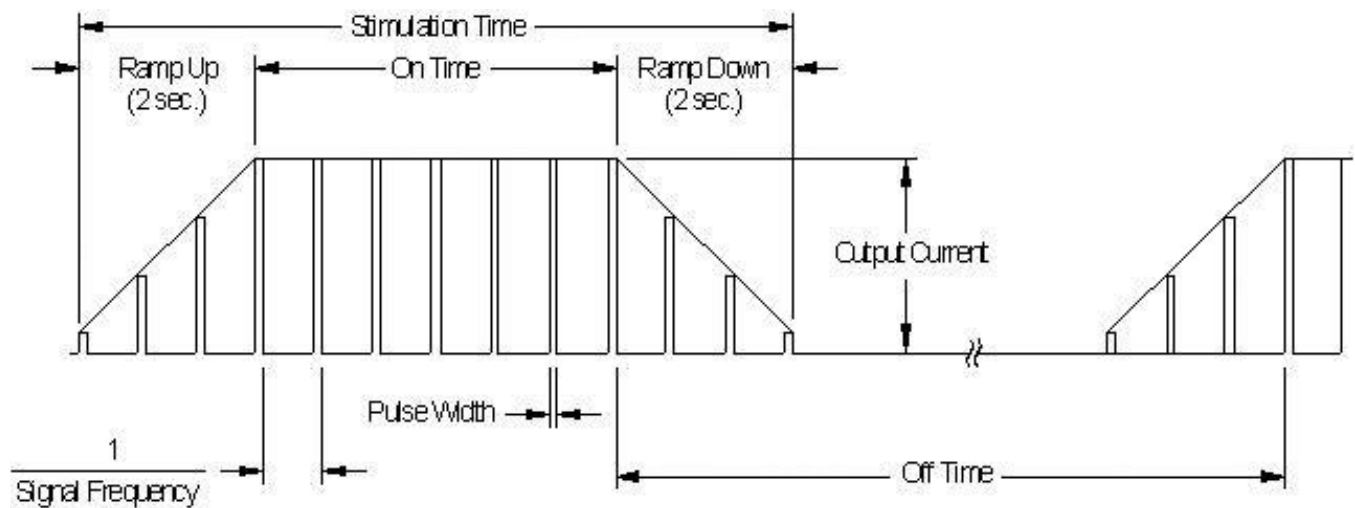 Stimulation Time
Ramp Up
(2 sec.)
On Time
Ramp Down
(2 sec.)
Output Current
Pulse Width
1
Signal Frequency
Off Time